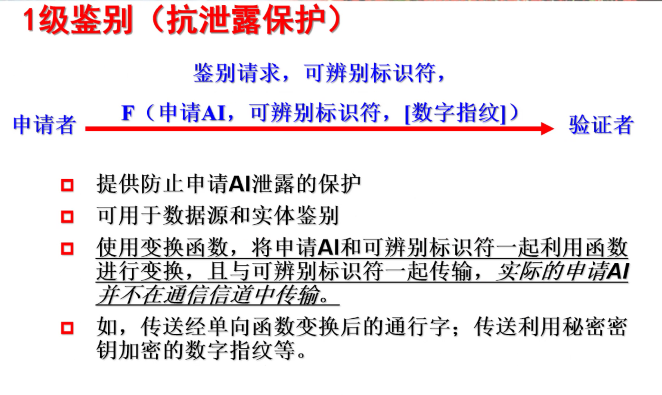 1级鉴别（抗泄露保护）
鉴别请求，可辨别标识符，
F（申请AI，可辨别标识符，[数字指纹]）
申请者
验证者
提供防止申请AI泄露的保护
可用于数据源和实体鉴别
使用变换函数，将申请AI和可辨别标识符一起利用函数
进行变换，且与可辨别标识符一起传输，实际的申请AI
并不在通信信道中传输。
如，传送经单向函数变换后的通行字；传送利用秘密密
钥加密的数字指纹等。